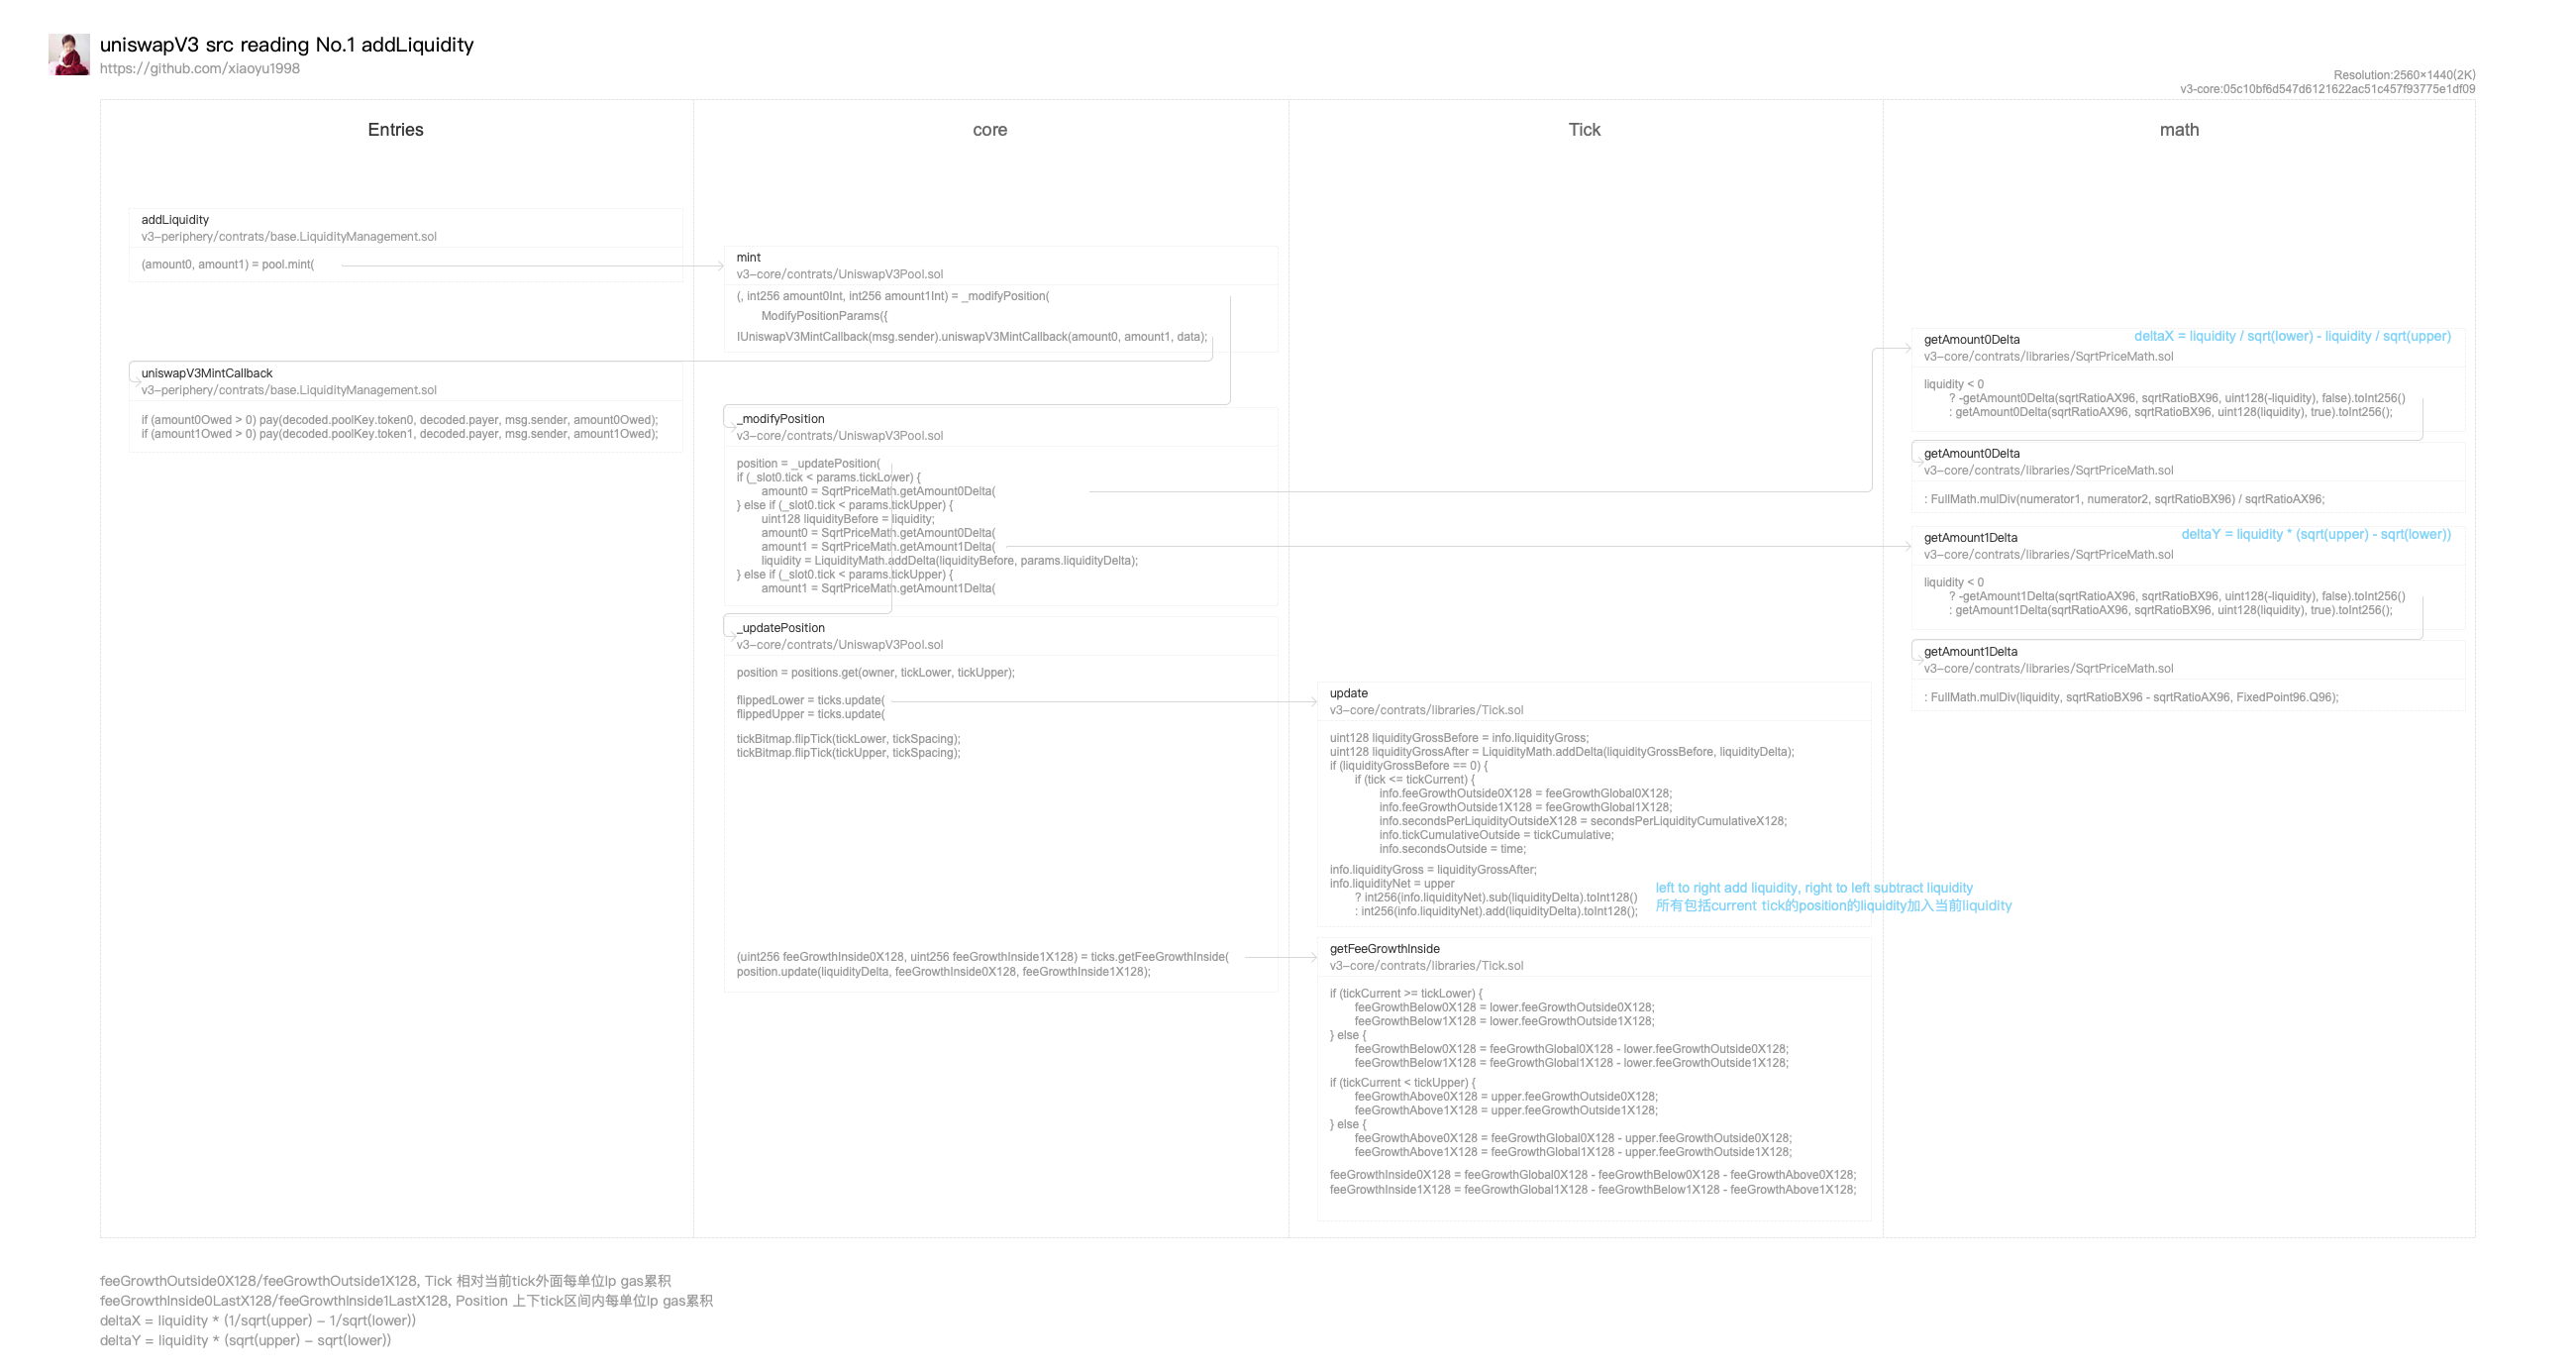 uniswapV3 src reading No.1 addLiquidity
https://github.com/xiaoyu1998
Resolution:2560×1440(2K)
v3-core:05c10bf6d547d6121622ac51c457f93775e1df09
Entries
addLiquidity
v3-periphery/contrats/base.LiquidityManagement.sol
(amount0, amount1) = pool.mint(
uniswapV3MintCallback
v3-periphery/contrats/base.LiquidityManagement.sol
if (amount0Owed > 0) pay(decoded.poolKey.token0, decoded.payer, msg.sender, amount0Owed);
if (amount1Owed > 0) pay(decoded.poolKey.token1, decoded.payer, msg.sender, amount1Owed);
core
mint
v3-core/contrats/UniswapV3Pool.sol
(, int256 amount0Int, int256 amount1Int) = _modifyPosition(
ModifyPositionParams({
IUniswapV3MintCallback(msg.sender).uniswapV3MintCallback(amount0, amount1, data);
_modifyPosition
v3-core/contrats/UniswapV3Pool.sol
position = _updatePosition(
if (_slot0.tick < params.tickLower) {
amount0 = SqrtPriceMath.getAmount0Delta(
} else if (_slot0.tick < params.tickUpper) {
uint128 liquidityBefore = liquidity;
amount0 = SqrtPriceMath.getAmount0Delta(
amount1 = SqrtPriceMath.getAmount1Delta(
liquidity = LiquidityMath.addDelta(liquidityBefore, params.liquidityDelta);
} else if (_slot0.tick < params.tickUpper) {
amount1 = SqrtPriceMath.getAmount1Delta(
_updatePosition
v3-core/contrats/UniswapV3Pool.sol
position = positions.get(owner, tickLower, tickUpper);
flippedLower = ticks.update(
flippedUpper = ticks.update(
tickBitmap.flipTick(tickLower, tickSpacing);
tickBitmap.flipTick(tickUpper, tickSpacing);
(uint256 feeGrowthInside0X128, uint256 feeGrowthInside1X128) = ticks.getFeeGrowthInside(
position.update(liquidityDelta, feeGrowthInside0X128, feeGrowthInside1X128);
Tick
update
v3-core/contrats/libraries/Tick.sol
uint128 liquidityGrossBefore = info.liquidityGross;
uint128 liquidityGrossAfter = LiquidityMath.addDelta(liquidityGrossBefore, liquidityDelta);
if (liquidityGrossBefore == 0) {
if (tick <= tickCurrent) {
info.feeGrowthOutside0X128 = feeGrowthGlobal0X128;
info.feeGrowthOutside1X128 = feeGrowthGlobal1X128;
info.secondsPerLiquidityOutsideX128 = secondsPerLiquidityCumulativeX128;
info.tickCumulativeOutside = tickCumulative;
info.secondsOutside = time;
info.liquidityGross = liquidityGrossAfter;
info.liquidityNet = upper
? int256(info.liquidityNet).sub(liquidityDelta).toInt128()
: int256(info.liquidityNet).add(liquidityDelta).toInt128();
left to right add liquidity, right to left subtract liquidity
所有包括current tick的position的liquidity加入当前liquidity
getFeeGrowthInside
v3-core/contrats/libraries/Tick.sol
if (tickCurrent >= tickLower) {
feeGrowthBelow0X128 = lower.feeGrowthOutside0X128;
feeGrowthBelow1X128 = lower.feeGrowthOutside1X128;
} else {
feeGrowthBelow0X128 = feeGrowthGlobal0X128 - lower.feeGrowthOutside0X128;
feeGrowthBelow1X128 = feeGrowthGlobal1X128 - lower.feeGrowthOutside1X128;
if (tickCurrent < tickUpper) {
feeGrowthAbove0X128 = upper.feeGrowthOutside0X128;
feeGrowthAbove1X128 = upper.feeGrowthOutside1X128;
} else {
feeGrowthAbove0X128 = feeGrowthGlobal0X128 - upper.feeGrowthOutside0X128;
feeGrowthAbove1X128 = feeGrowthGlobal1X128 - upper.feeGrowthOutside1X128;
feeGrowthInside0X128 = feeGrowthGlobal0X128 - feeGrowthBelow0X128 - feeGrowthAbove0X128;
feeGrowthInside1X128 = feeGrowthGlobal1X128 - feeGrowthBelow1X128 - feeGrowthAbove1X128;
math
getAmount0Delta
deltaX = liquidity / sqrt(lower) - liquidity / sqrt(upper)
v3-core/contrats/libraries/SqrtPriceMath.sol
liquidity < 0
? -getAmount0Delta(sqrtRatioAX96, sqrtRatioBX96, uint128(-liquidity), false).toInt256()
: getAmount0Delta(sqrtRatioAX96, sqrtRatioBX96, uint128(liquidity), true).toInt256();
getAmount0Delta
v3-core/contrats/libraries/SqrtPriceMath.sol
: FullMath.mulDiv(numerator1, numerator2, sqrtRatioBX96) / sqrtRatioAX96;
getAmount1Delta
deltaY = liquidity * (sqrt(upper) - sqrt(lower))
v3-core/contrats/libraries/SqrtPriceMath.sol
liquidity < 0
? -getAmount1Delta(sqrtRatioAX96, sqrtRatioBX96, uint128(-liquidity), false).toInt256()
: getAmount1Delta(sqrtRatioAX96, sqrtRatioBX96, uint128(liquidity), true).toInt256();
getAmount1Delta
v3-core/contrats/libraries/SqrtPriceMath.sol
: FullMath.mulDiv(liquidity, sqrtRatioBX96 - sqrtRatioAX96, FixedPoint96.Q96);
feeGrowthOutside0X128/feeGrowthOutside1X128, Tick 相对当前tick外面每单位lp gas累积
feeGrowthInside0LastX128/feeGrowthInside1LastX128, Position 上下tick区间内每单位lp gas累积
deltaX = liquidity * (1/sqrt(upper) - 1/sqrt(lower))
deltaY = liquidity * (sqrt(upper) - sqrt(lower))